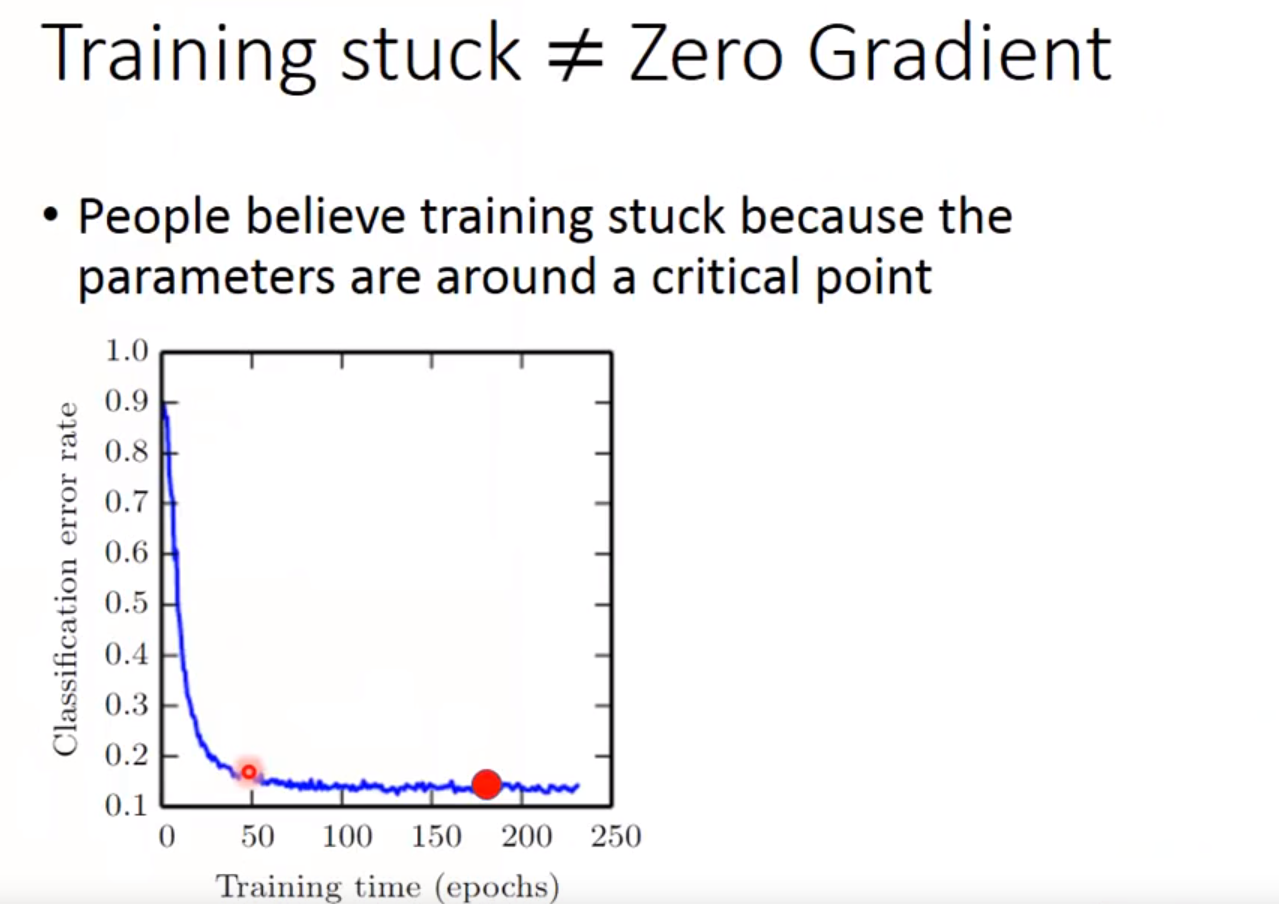 Training stuck ≠ Zero Gradient
• People believe training stuck because the
parameters are around a critical point
Classification error rate
1.0
0.9
0.8
0.7
0.6
0.5
0.4
0.3
0.2
0.1
0 50 100 150 200 250
Training time (epochs)